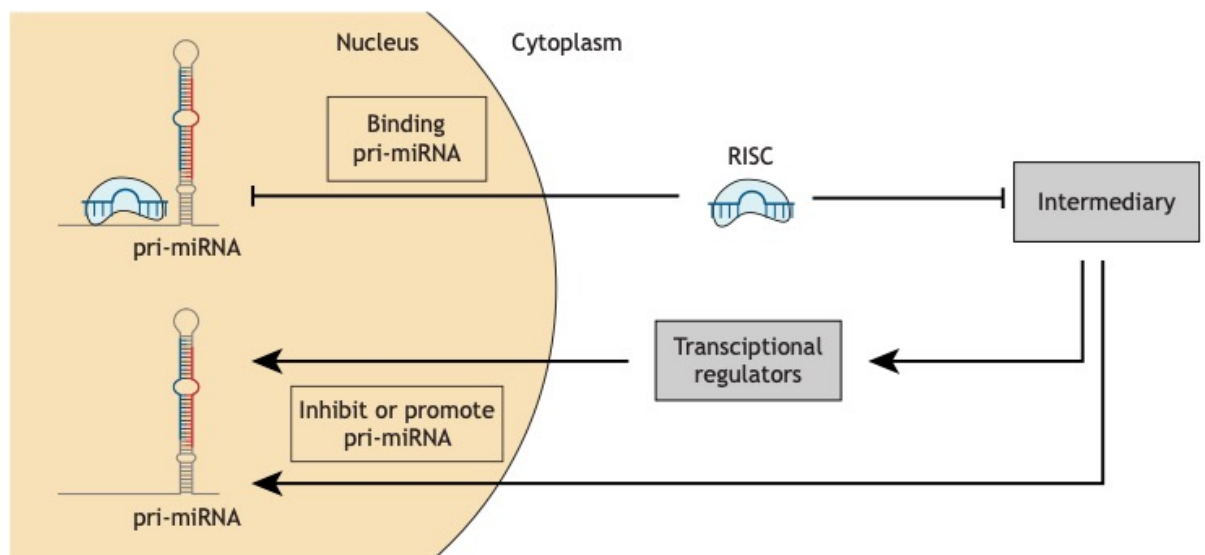 Nucleus
Cytoplasm
Binding
pri-miRNA
RISC
Intermediary
pri-miRNA
Transciptional
regulators
Inhibit or promote
pri-miRNA
pri-miRNA